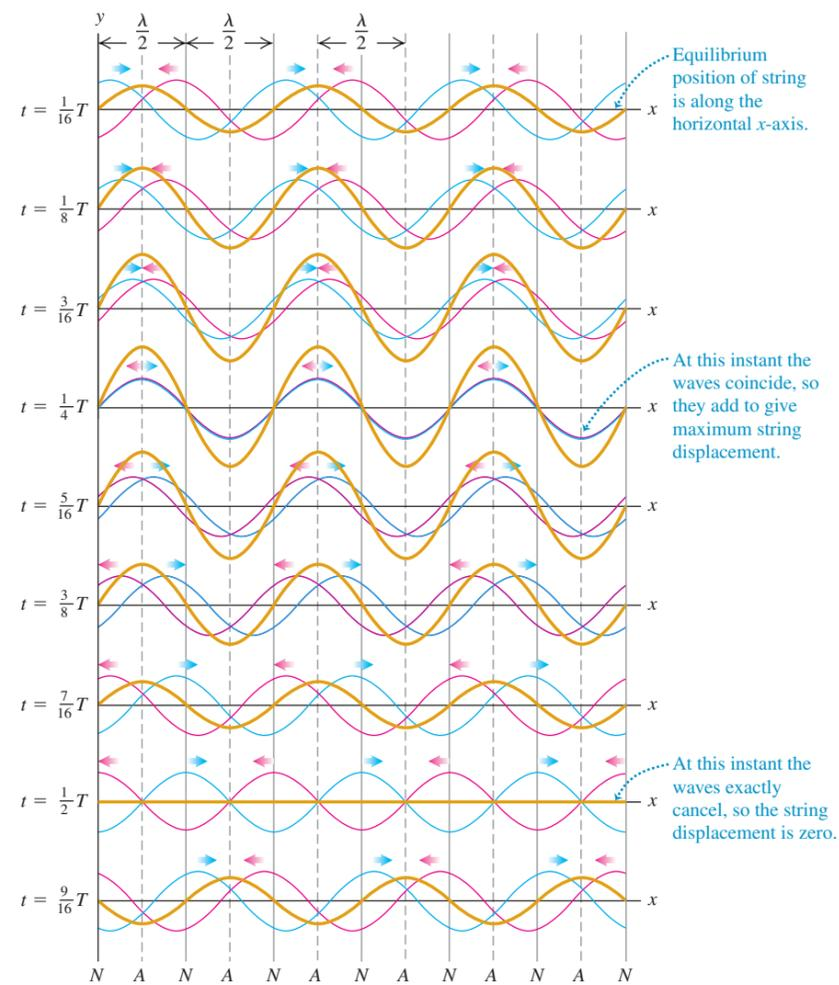 y
λ/2 λ/2 λ/2
Equilibrium
position of string
is along the
horizontal x-axis.
t = 1/16 T x
t = 1/8 T x
t = 3/16 T x
At this instant the
waves coincide, so
they add to give
maximum string
displacement.
t = 1/4 T x
t = 5/16 T x
t = 3/8 T x
t = 7/16 T x
At this instant the
waves exactly
cancel, so the string
displacement is zero.
t = 1/2 T x
t = 9/16 T x
N A N A N A N A N A N A N